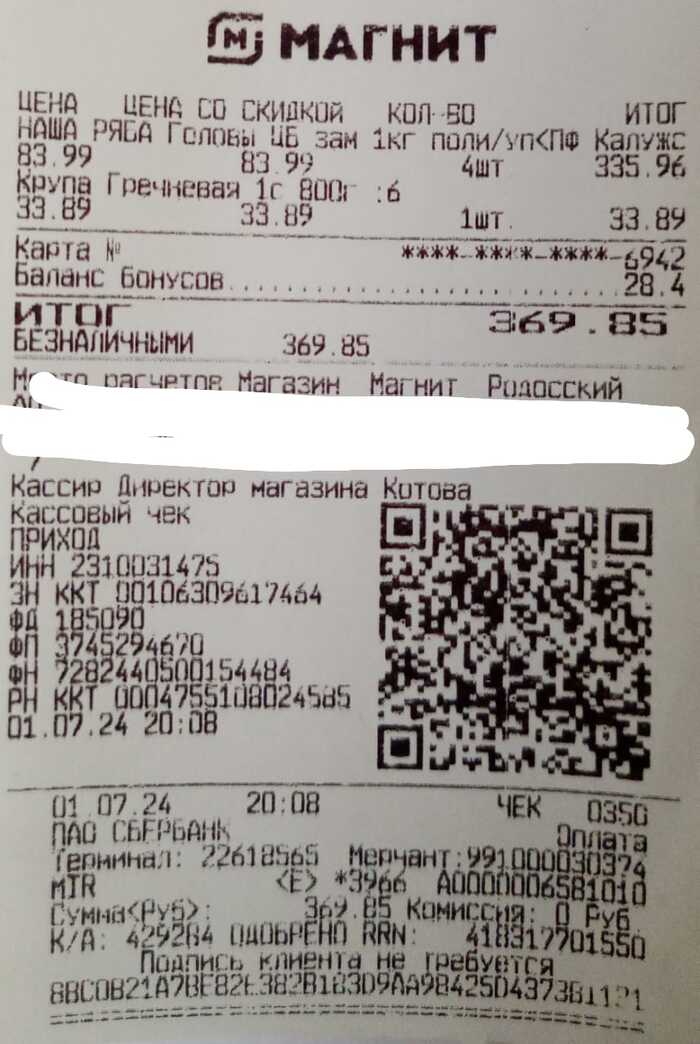 МАГНИТ
ЦЕНА ЦЕНА СО СКИДКОЙ КОЛ-ВО ИТОГ
НАША РЯБА Головы ЦБ зам 1кг поли/уп<ПФ Калужс
83.99 83.99 4шт 335.96
Крупа Гречневая 1с 800г :6
33.89 33.89 1шт. 33.89
Карта № ****-****-****-6942
Баланс Бонусов 28.4
ИТОГ 369.85
БЕЗНАЛИЧНЫМИ 369.85
расчетов Магазин Магнит Родосский
Кассир Директор магазина Котова
Кассовый чек
ПРИХОД
ИНН 2310031475
ЗН ККТ 00106309617464
ФД 185090
ФП 3745294670
ФН 7282440500154484
РН ККТ 0004755108024585
01.07.24 20:08
01.07.24 20:08 ЧЕК 0350
ПАО СБЕРБАНК Оплата
Терминал: 22618565 Мерчант:991000030374
MIR <E> *3966 A0000006581010
Сумма<Руб>: 369.85 Комиссия: 0 Руб
К/А: 429284 ОДОБРЕНО RRN: 418317701550
Подпись клиента не требуется